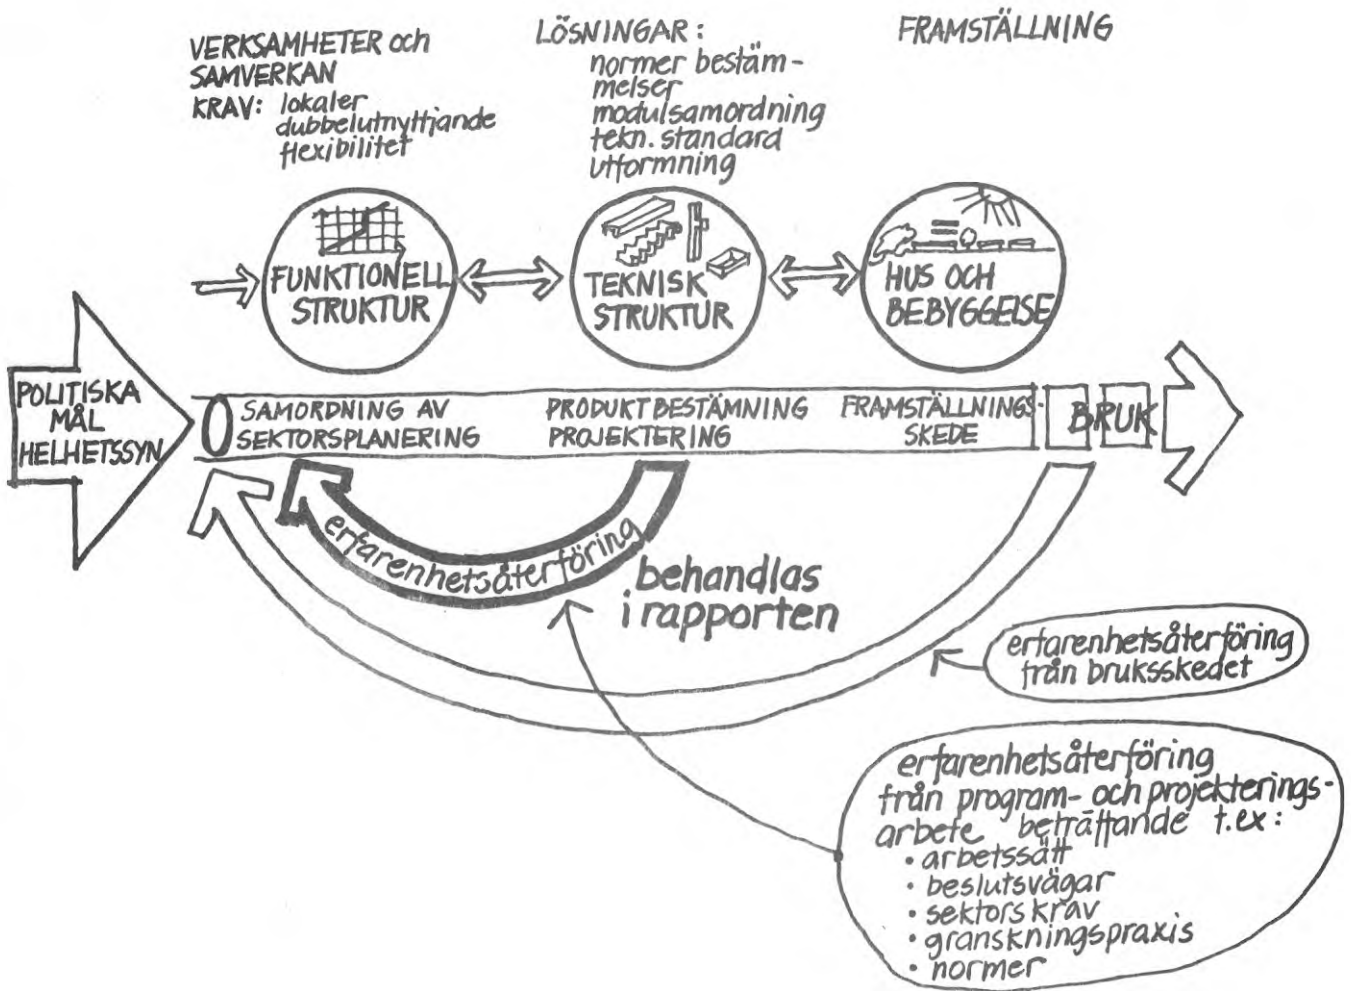 VERKSAMHETER och
SAMVERKAN
KRAV: lokaler
dubbelutnyttjande
flexibilitet
LÖSNINGAR:
normer bestäm-
melser
modulsamordning
tekn. standard
utformning
FRAMSTÄLLNING
FUNKTIONELL
STRUKTUR
TEKNISK
STRUKTUR
HUS OCH
BEBYGGELSE
POLITISKA
MÅL
HELHETSSYN
SAMORDNING AV
SEKTORSPLANERING
PRODUKTBESTÄMNING
PROJEKTERING
FRAMSTÄLLNINGS-
SKEDE
BRUK
erfarenhetsåterföring
behandlas
i rapporten
erfarenhetsåterföring
från bruksskedet
erfarenhetsåterföring
från program- och projekterings-
arbete beträffande t.ex:
• arbetssätt
• beslutsvägar
• sektorskrav
• granskningspraxis
• normer